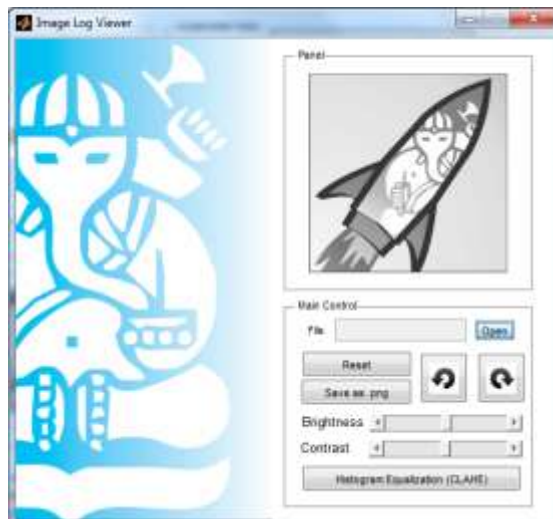 Image Log Viewer
Panel
Main Control
File
Open
Reset
Save as .png
Brightness
Contrast
Histogram Equalization (CLAHE)